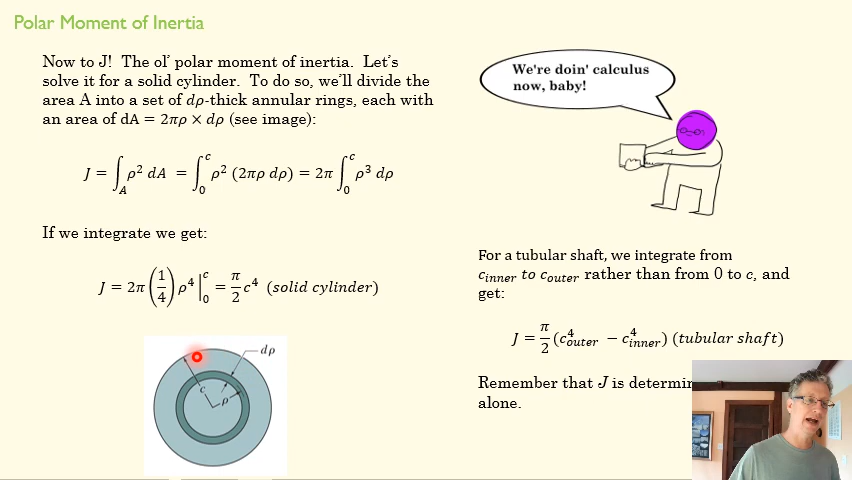 Polar Moment of Inertia
Now to J! The ol’ polar moment of inertia. Let’s
solve it for a solid cylinder. To do so, we’ll divide the
area A into a set of dρ-thick annular rings, each with
an area of dA = 2πρ × dρ (see image):
J = ∫_A ρ² dA = ∫_0^c ρ² (2πρ dρ) = 2π ∫_0^c ρ³ dρ
If we integrate we get:
J = 2π(1/4)ρ⁴|_0^c = π/2 c⁴ (solid cylinder)
dρ
c
ρ
We're doin' calculus
now, baby!
For a tubular shaft, we integrate from
c_inner to c_outer rather than from 0 to c, and
get:
J = π/2 (c⁴_outer − c⁴_inner) (tubular shaft)
Remember that J is
alone.